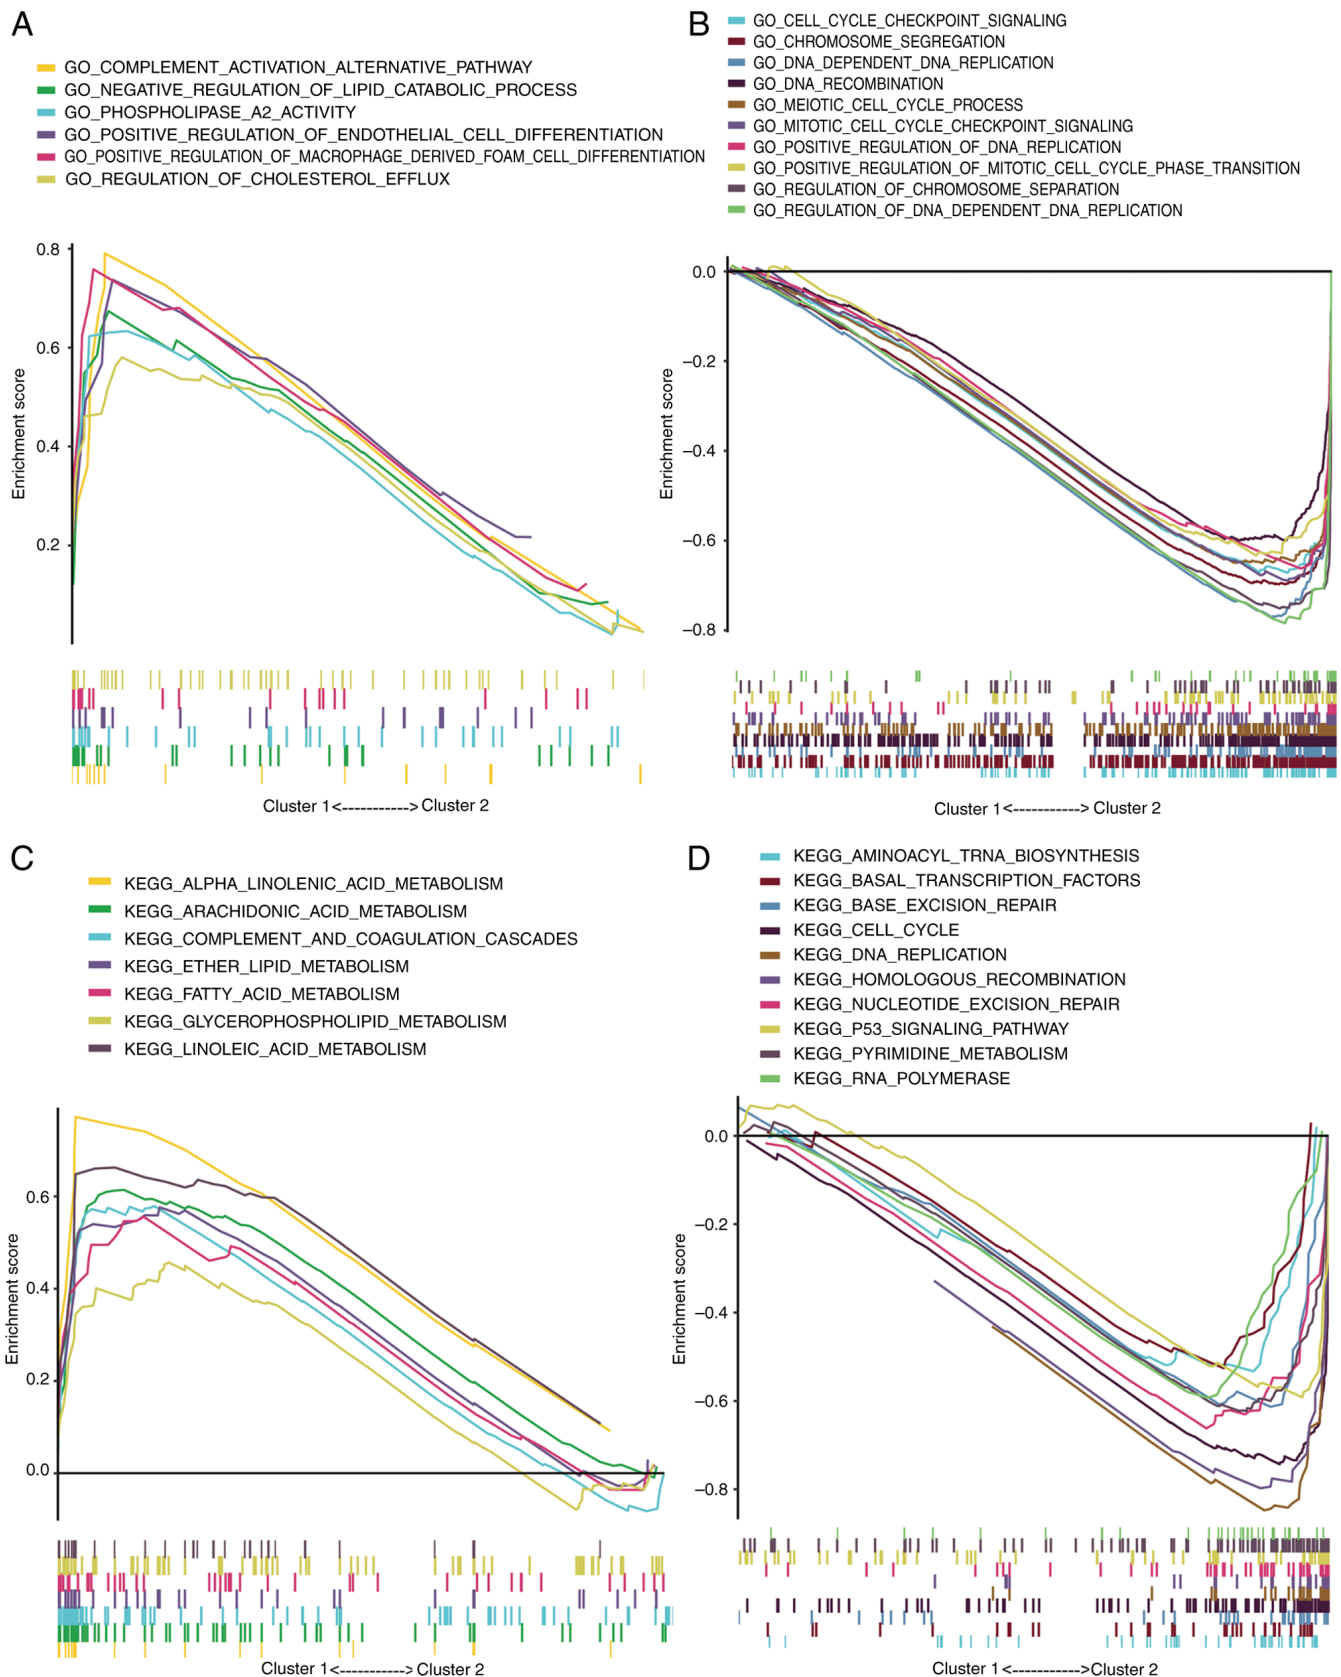 A
GO_COMPLEMENT_ACTIVATION_ALTERNATIVE_PATHWAY
GO_NEGATIVE_REGULATION_OF_LIPID_CATABOLIC_PROCESS
GO_PHOSPHOLIPASE_A2_ACTIVITY
GO_POSITIVE_REGULATION_OF_ENDOTHELIAL_CELL_DIFFERENTIATION
GO_POSITIVE_REGULATION_OF_MACROPHAGE_DERIVED_FOAM_CELL_DIFFERENTIATION
GO_REGULATION_OF_CHOLESTEROL_EFFLUX
0.8
0.6
0.4
0.2
Enrichment score
Cluster 1<----------->Cluster 2
B
GO_CELL_CYCLE_CHECKPOINT_SIGNALING
GO_CHROMOSOME_SEGREGATION
GO_DNA_DEPENDENT_DNA_REPLICATION
GO_DNA_RECOMBINATION
GO_MEIOTIC_CELL_CYCLE_PROCESS
GO_MITOTIC_CELL_CYCLE_CHECKPOINT_SIGNALING
GO_POSITIVE_REGULATION_OF_DNA_REPLICATION
GO_POSITIVE_REGULATION_OF_MITOTIC_CELL_CYCLE_PHASE_TRANSITION
GO_REGULATION_OF_CHROMOSOME_SEPARATION
GO_REGULATION_OF_DNA_DEPENDENT_DNA_REPLICATION
0.0
−0.2
−0.4
−0.6
−0.8
Enrichment score
Cluster 1<----------->Cluster 2
C
KEGG_ALPHA_LINOLENIC_ACID_METABOLISM
KEGG_ARACHIDONIC_ACID_METABOLISM
KEGG_COMPLEMENT_AND_COAGULATION_CASCADES
KEGG_ETHER_LIPID_METABOLISM
KEGG_FATTY_ACID_METABOLISM
KEGG_GLYCEROPHOSPHOLIPID_METABOLISM
KEGG_LINOLEIC_ACID_METABOLISM
0.6
0.4
0.2
0.0
Enrichment score
Cluster 1<----------->Cluster 2
D
KEGG_AMINOACYL_TRNA_BIOSYNTHESIS
KEGG_BASAL_TRANSCRIPTION_FACTORS
KEGG_BASE_EXCISION_REPAIR
KEGG_CELL_CYCLE
KEGG_DNA_REPLICATION
KEGG_HOMOLOGOUS_RECOMBINATION
KEGG_NUCLEOTIDE_EXCISION_REPAIR
KEGG_P53_SIGNALING_PATHWAY
KEGG_PYRIMIDINE_METABOLISM
KEGG_RNA_POLYMERASE
0.0
−0.2
−0.4
−0.6
−0.8
Enrichment score
Cluster 1<----------->Cluster 2